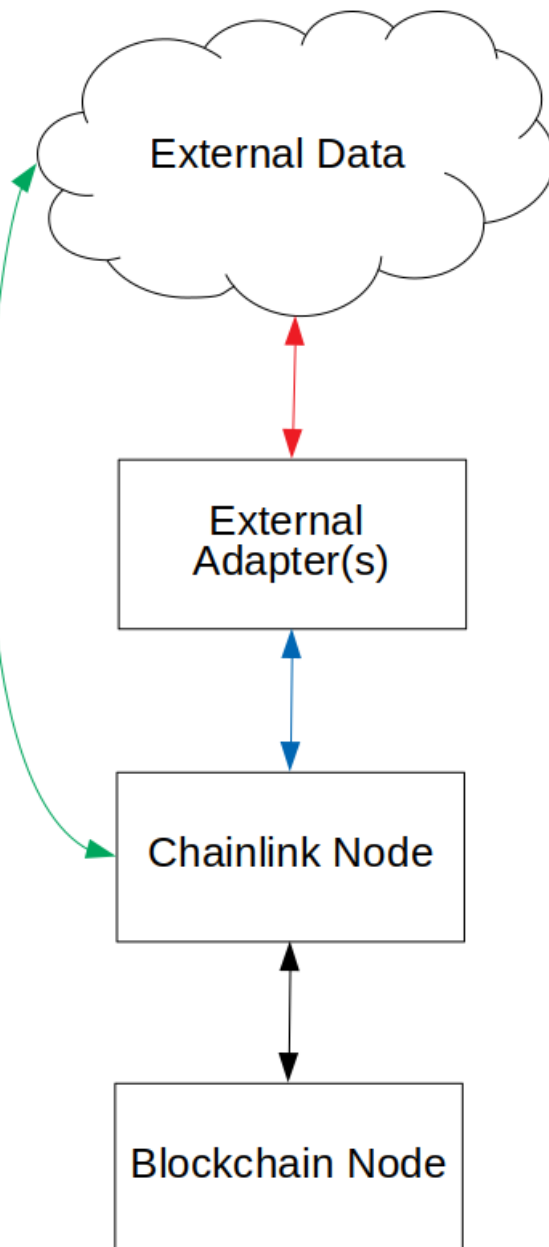 External Data
External
Adapter(s)
Chainlink Node
Blockchain Node